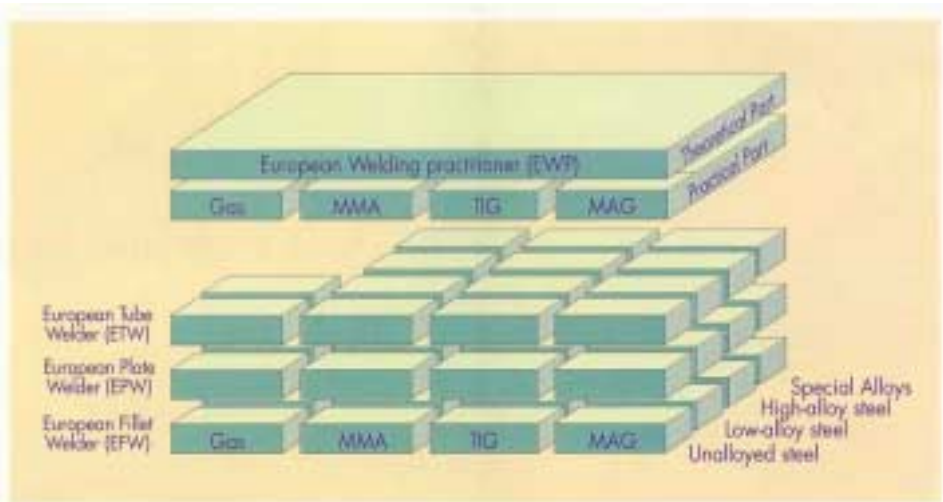 Theoretical Part
European Welding practitioner (EWP)
Practical Part
Gas MMA TIG MAG
European Tube
Welder (ETW)
European Plate
Welder (EPW)
European Fillet
Welder (EFW)
Gas MMA TIG MAG
Special Alloys
High-alloy steel
Low-alloy steel
Unalloyed steel